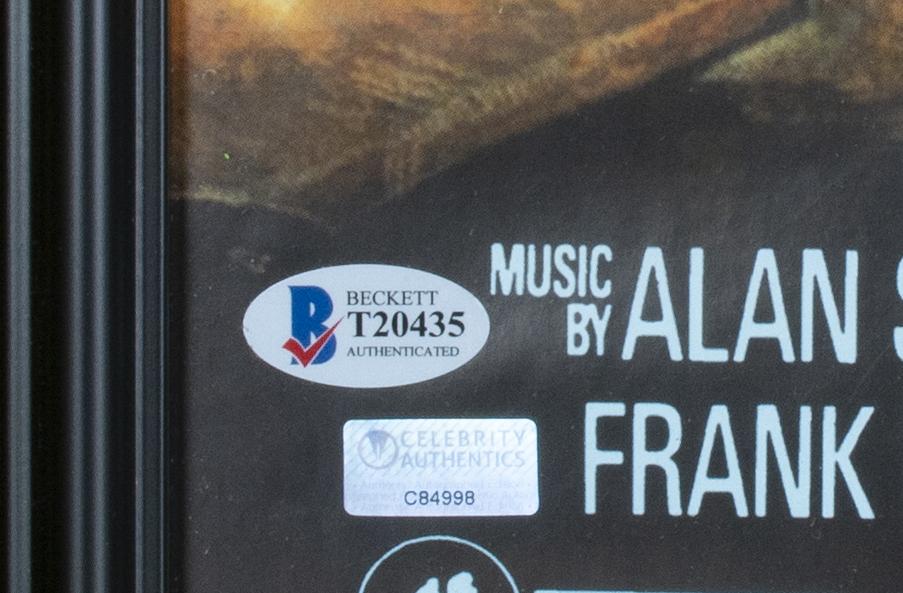 MUSIC
BY ALAN S
BECKETT
T20435
AUTHENTICATED
FRANK
CELEBRITY
AUTHENTICS
C84998